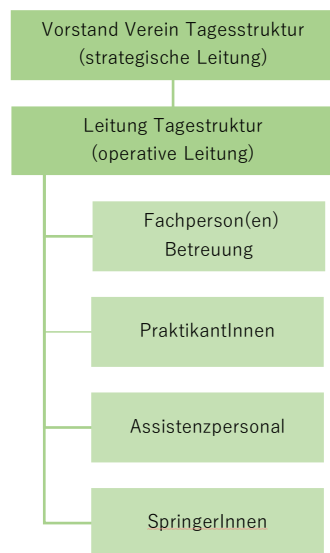 Vorstand Verein Tagesstruktur
(strategische Leitung)
Leitung Tagestruktur
(operative Leitung)
Fachperson(en)
Betreuung
PraktikantInnen
Assistenzpersonal
SpringerInnen